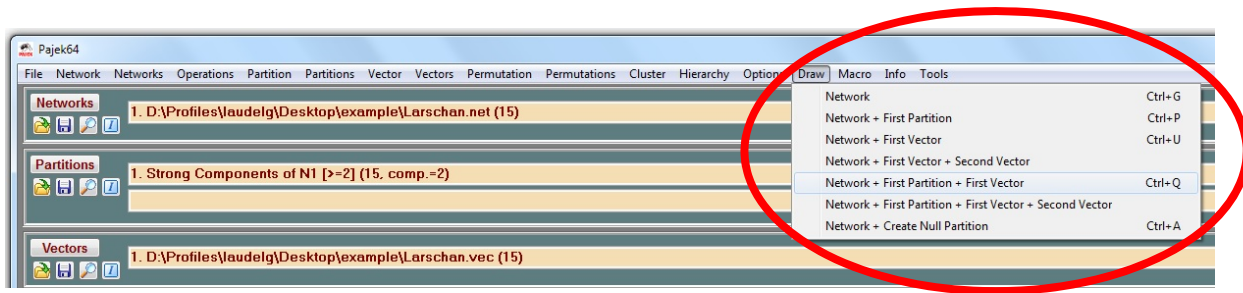 Pajek64
File Network Networks Operations Partition Partitions Vector Vectors Permutation Permutations Cluster Hierarchy Options Draw Macro Info Tools
Network Ctrl+G
Network + First Partition Ctrl+P
Network + First Vector Ctrl+U
Network + First Vector + Second Vector
Network + First Partition + First Vector Ctrl+Q
Network + First Partition + First Vector + Second Vector
Network + Create Null Partition Ctrl+A
Networks
1. D:\Profiles\laudelg\Desktop\example\Larschan.net (15)
Partitions
1. Strong Components of N1 [>=2] (15, comp.=2)
Vectors
1. D:\Profiles\laudelg\Desktop\example\Larschan.vec (15)